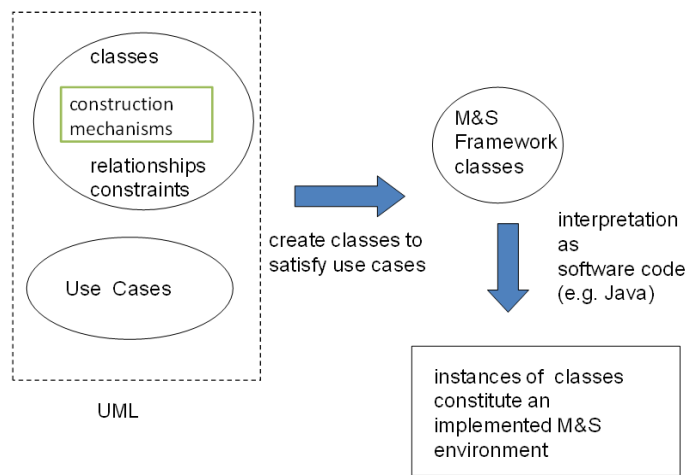 classes
construction
mechanisms
relationships
constraints
Use Cases
UML
create classes to
satisfy use cases
M&S
Framework
classes
interpretation
as
software code
(e.g. Java)
instances of classes
constitute an
implemented M&S
environment